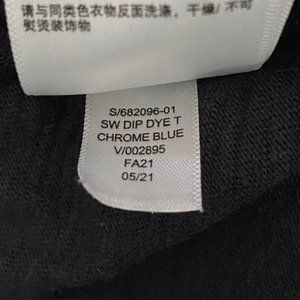 请与同类色衣物反面洗涤，干燥/ 不可
熨烫装饰物
S/682096-01
SW DIP DYE T
CHROME BLUE
V/002895
FA21
05/21